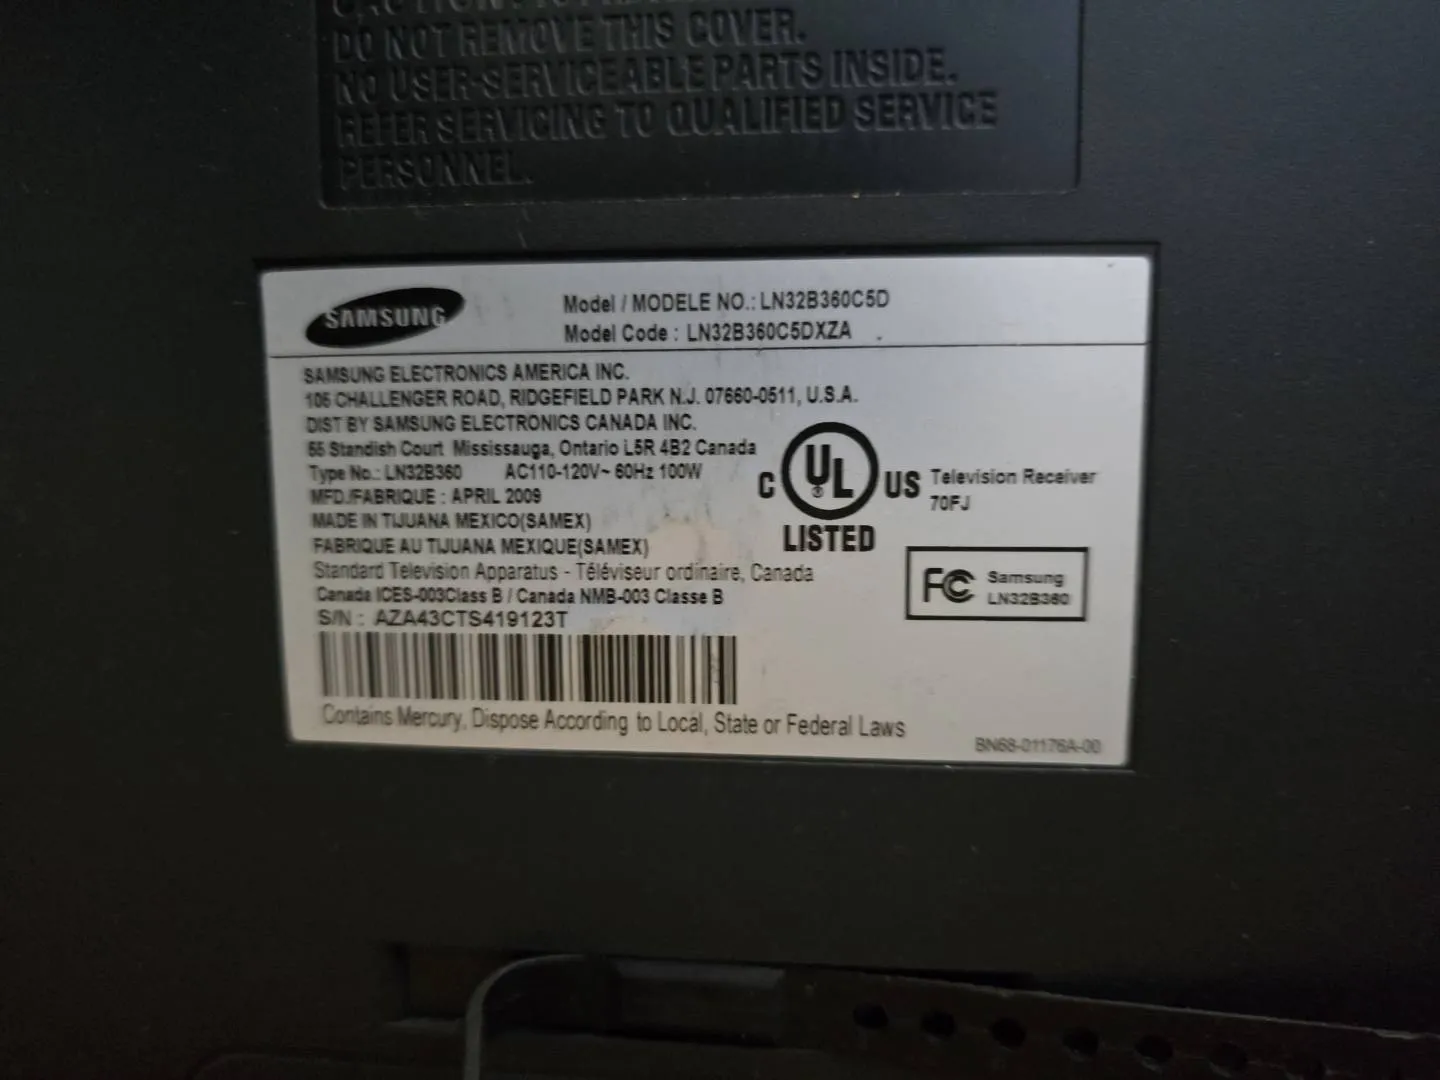 DO NOT REMOVE THIS COVER.
NO USER-SERVICEABLE PARTS INSIDE.
REFER SERVICING TO QUALIFIED SERVICE
PERSONNEL.
SAMSUNG
Model / MODELE NO.: LN32B360C5D
Model Code : LN32B360C5DXZA
SAMSUNG ELECTRONICS AMERICA INC.
105 CHALLENGER ROAD, RIDGEFIELD PARK N.J. 07660-0511, U.S.A.
DIST BY SAMSUNG ELECTRONICS CANADA INC.
55 Standish Court Mississauga, Ontario L5R 4B2 Canada
Type No.: LN32B360 AC110-120V~ 60Hz 100W
MFD./FABRIQUE : APRIL 2009
MADE IN TIJUANA MEXICO(SAMEX)
FABRIQUE AU TIJUANA MEXIQUE(SAMEX)
Standard Television Apparatus - Téléviseur ordinaire, Canada
Canada ICES-003Class B / Canada NMB-003 Classe B
S/N : AZA43CTS419123T
C UL® US
LISTED
Television Receiver
70FJ
FC Samsung
LN32B360
Contains Mercury, Dispose According to Local, State or Federal Laws
BN68-01176A-00